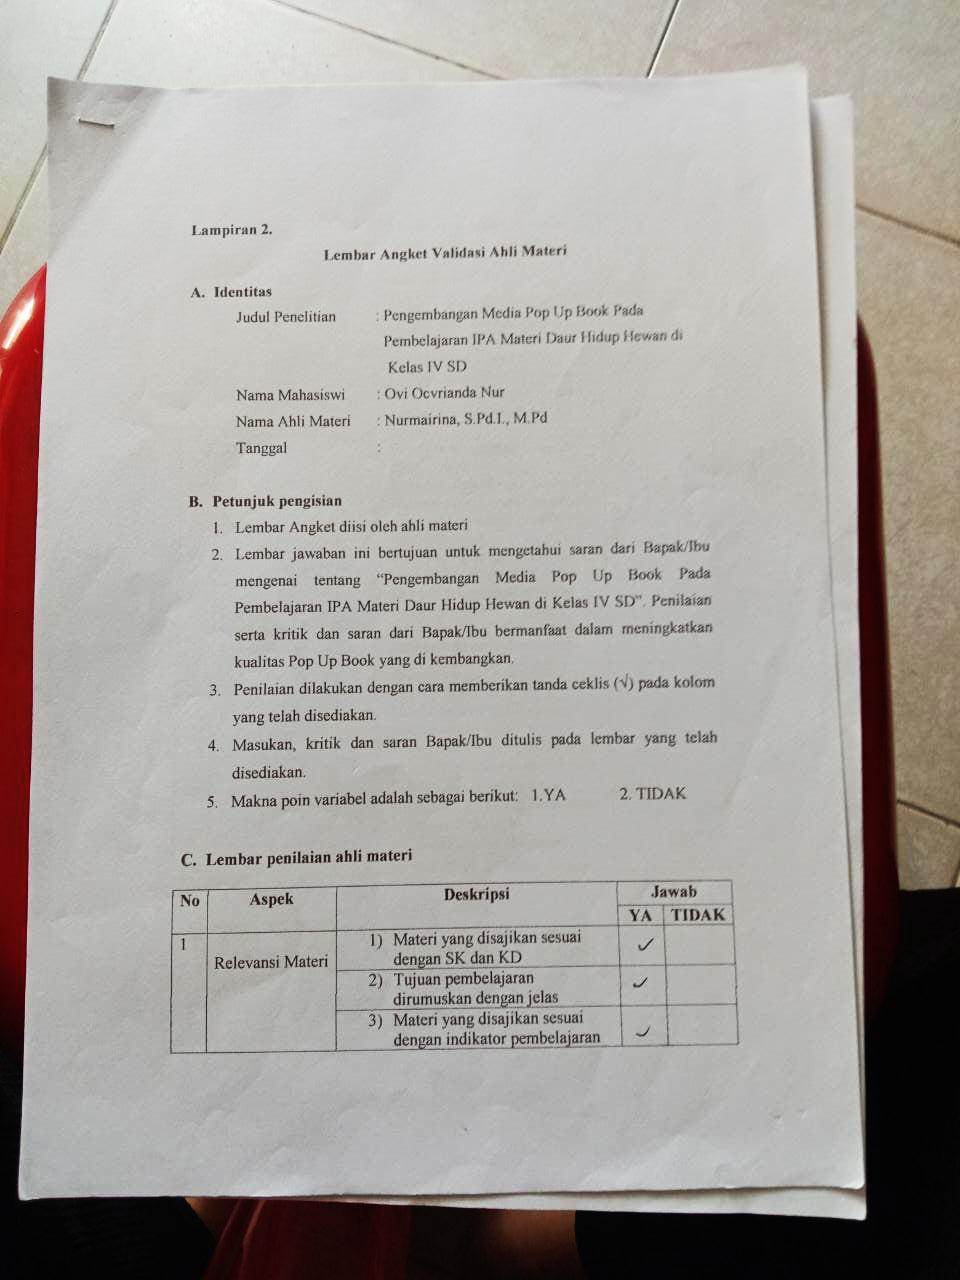 Lampiran 2.
Lembar Angket Validasi Ahli Materi
A. Identitas
Judul Penelitian : Pengembangan Media Pop Up Book Pada
Pembelajaran IPA Materi Daur Hidup Hewan di
Kelas IV SD
Nama Mahasiswi : Ovi Ocvrianda Nur
Nama Ahli Materi : Nurmairina, S.Pd.I., M.Pd
Tanggal :
B. Petunjuk pengisian
1. Lembar Angket diisi oleh ahli materi
2. Lembar jawaban ini bertujuan untuk mengetahui saran dari Bapak/Ibu
mengenai tentang “Pengembangan Media Pop Up Book Pada
Pembelajaran IPA Materi Daur Hidup Hewan di Kelas IV SD”. Penilaian
serta kritik dan saran dari Bapak/Ibu bermanfaat dalam meningkatkan
kualitas Pop Up Book yang di kembangkan.
3. Penilaian dilakukan dengan cara memberikan tanda ceklis (√) pada kolom
yang telah disediakan.
4. Masukan, kritik dan saran Bapak/Ibu ditulis pada lembar yang telah
disediakan.
5. Makna poin variabel adalah sebagai berikut: 1.YA 2. TIDAK
C. Lembar penilaian ahli materi
No Aspek Deskripsi Jawab
YA TIDAK
1 Relevansi Materi 1) Materi yang disajikan sesuai
dengan SK dan KD ✓
2) Tujuan pembelajaran
dirumuskan dengan jelas ✓
3) Materi yang disajikan sesuai
dengan indikator pembelajaran ✓